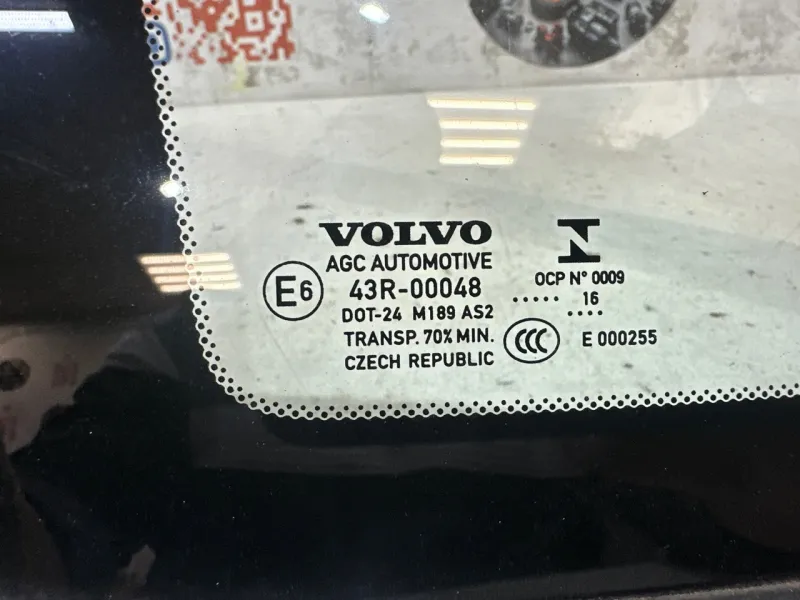 VOLVO
AGC AUTOMOTIVE
E6
43R-00048
DOT-24 M189 AS2
TRANSP. 70% MIN.
CZECH REPUBLIC
OCP N° 0009
..... 16
....
CCC
E 000255